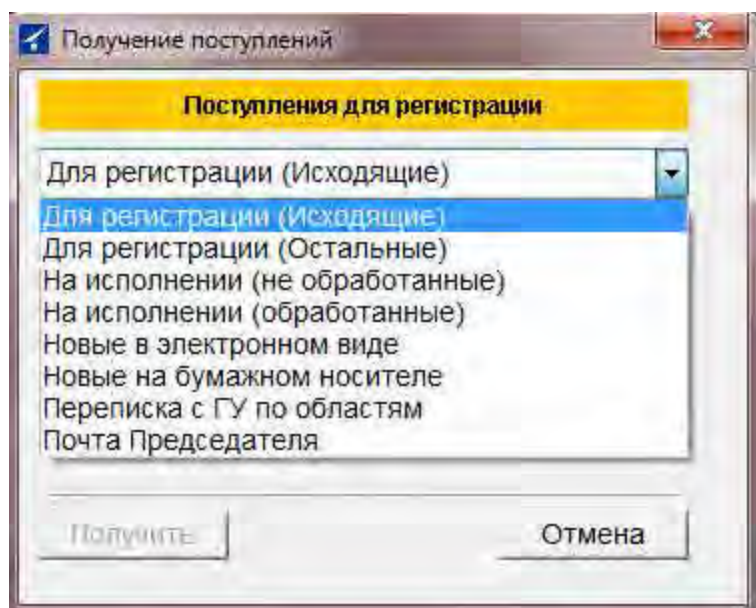 Получение поступлений
Поступления для регистрации
Для регистрации (Исходящие)
Для регистрации (Исходящие)
Для регистрации (Остальные)
На исполнении (не обработанные)
На исполнении (обработанные)
Новые в электронном виде
Новые на бумажном носителе
Переписка с ГУ по областям
Почта Председателя
Получить
Отмена